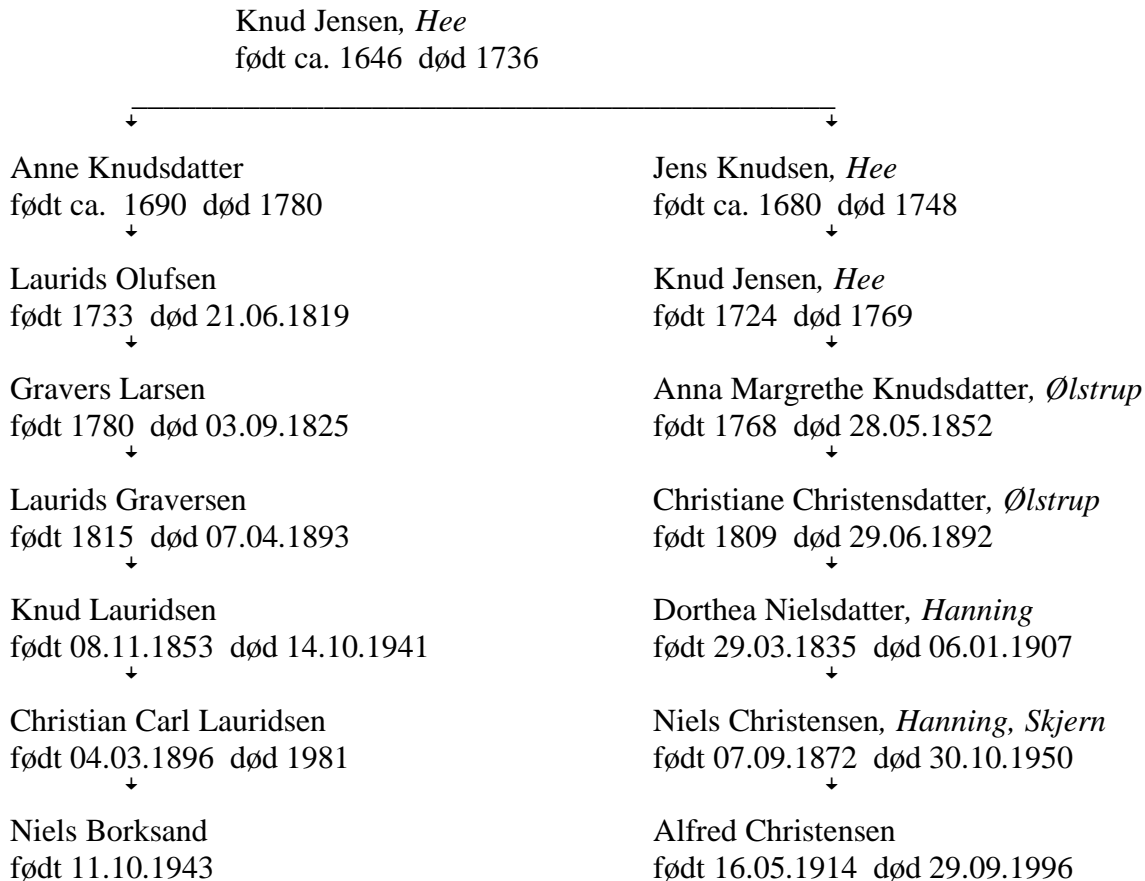 Knud Jensen, Hee
født ca. 1646  død 1736
Anne Knudsdatter
født ca.  1690  død 1780
Laurids Olufsen
født 1733  død 21.06.1819
Gravers Larsen
født 1780  død 03.09.1825
Laurids Graversen
født 1815  død 07.04.1893
Knud Lauridsen
født 08.11.1853  død 14.10.1941
Christian Carl Lauridsen
født 04.03.1896  død 1981
Niels Borksand
født 11.10.1943
Jens Knudsen, Hee
født ca. 1680  død 1748
Knud Jensen, Hee
født 1724  død 1769
Anna Margrethe Knudsdatter, Ølstrup
født 1768  død 28.05.1852
Christiane Christensdatter, Ølstrup
født 1809  død 29.06.1892
Dorthea Nielsdatter, Hanning
født 29.03.1835  død 06.01.1907
Niels Christensen, Hanning, Skjern
født 07.09.1872  død 30.10.1950
Alfred Christensen
født 16.05.1914  død 29.09.1996